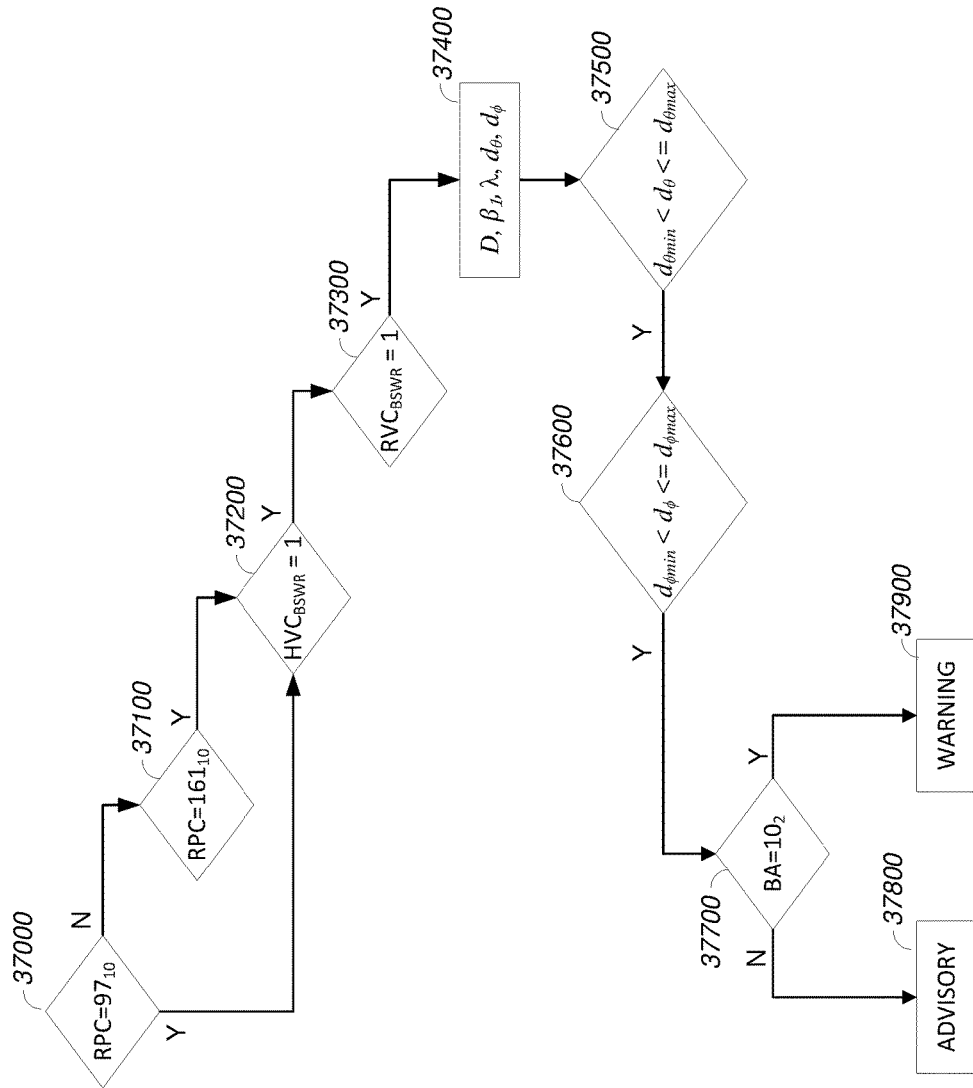 37000
RPC=97₁₀
N
Y
37100
RPC=161₁₀
Y
37200
HVC_BSWR = 1
Y
37300
RVC_BSWR = 1
Y
37400
D, β₁, λ, d_θ, d_ϕ
37500
d_θmin < d_θ <= d_θmax
Y
37600
d_ϕmin < d_ϕ <= d_ϕmax
Y
37700
BA=10₂
N
Y
37800
ADVISORY
37900
WARNING